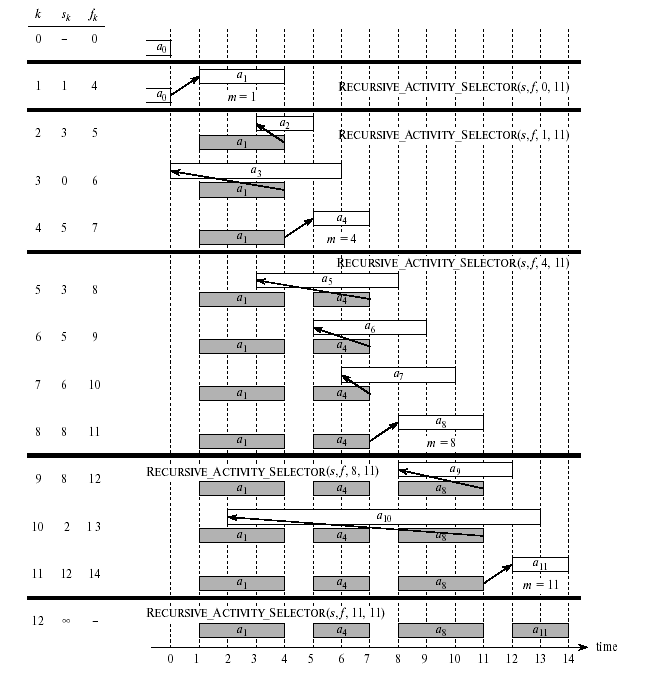 k s_k f_k
0 – 0
a_0
1 1 4 a_1
RECURSIVE_ACTIVITY_SELECTOR(s, f, 0, 11)
a_0 m = 1
2 3 5 a_2
RECURSIVE_ACTIVITY_SELECTOR(s, f, 1, 11)
a_1
3 0 6 a_3
a_1
4 5 7 a_4
a_1 m = 4
RECURSIVE_ACTIVITY_SELECTOR(s, f, 4, 11)
5 3 8 a_5
a_1 a_4
6 5 9 a_6
a_1 a_4
7 6 10 a_7
a_1 a_4
8 8 11 a_8
a_1 a_4 m = 8
9 8 12 RECURSIVE_ACTIVITY_SELECTOR(s, f, 8, 11) a_9
a_1 a_4 a_8
10 2 13 a_10
a_1 a_4 a_8
11 12 14 a_11
a_1 a_4 a_8 m = 11
12 ∞ – RECURSIVE_ACTIVITY_SELECTOR(s, f, 11, 11)
a_1 a_4 a_8 a_11
time
0 1 2 3 4 5 6 7 8 9 10 11 12 13 14